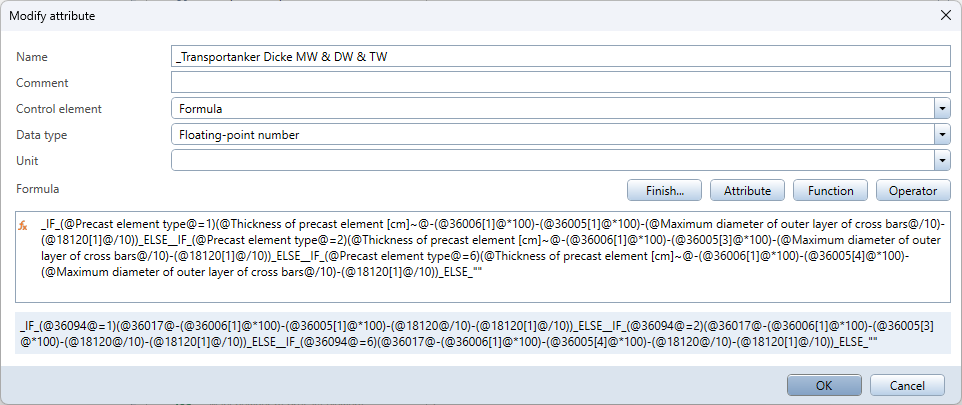 Modify attribute
Name
_Transportanker Dicke MW & DW & TW
Comment
Control element
Formula
Data type
Floating-point number
Unit
Formula
Finish...
Attribute
Function
Operator
fx
_IF_(@Precast element type@=1)(@Thickness of precast element [cm]~@-(@36006[1]@*100)-(@36005[1]@*100)-(@Maximum diameter of outer layer of cross bars@/10)-
(@18120[1]@/10))_ELSE__IF_(@Precast element type@=2)(@Thickness of precast element [cm]~@-(@36006[1]@*100)-(@36005[3]@*100)-(@Maximum diameter of outer
layer of cross bars@/10)-(@18120[1]@/10))_ELSE__IF_(@Precast element type@=6)(@Thickness of precast element [cm]~@-(@36006[1]@*100)-(@36005[4]@*100)-
(@Maximum diameter of outer layer of cross bars@/10)-(@18120[1]@/10))_ELSE_""
_IF_(@36094@=1)(@36017@-(@36006[1]@*100)-(@36005[1]@*100)-(@18120@/10)-(@18120[1]@/10))_ELSE__IF_(@36094@=2)(@36017@-(@36006[1]@*100)-(@36005[3]
@*100)-(@18120@/10)-(@18120[1]@/10))_ELSE__IF_(@36094@=6)(@36017@-(@36006[1]@*100)-(@36005[4]@*100)-(@18120@/10)-(@18120[1]@/10))_ELSE_""
OK
Cancel